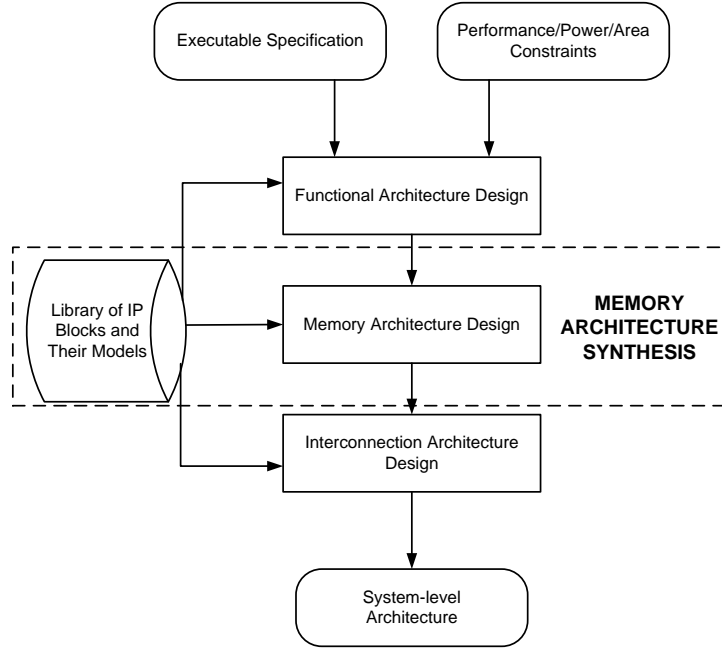 Executable Specification
Performance/Power/Area
Constraints
Functional Architecture Design
Library of IP
Blocks and
Their Models
Memory Architecture Design
MEMORY
ARCHITECTURE
SYNTHESIS
Interconnection Architecture
Design
System-level
Architecture